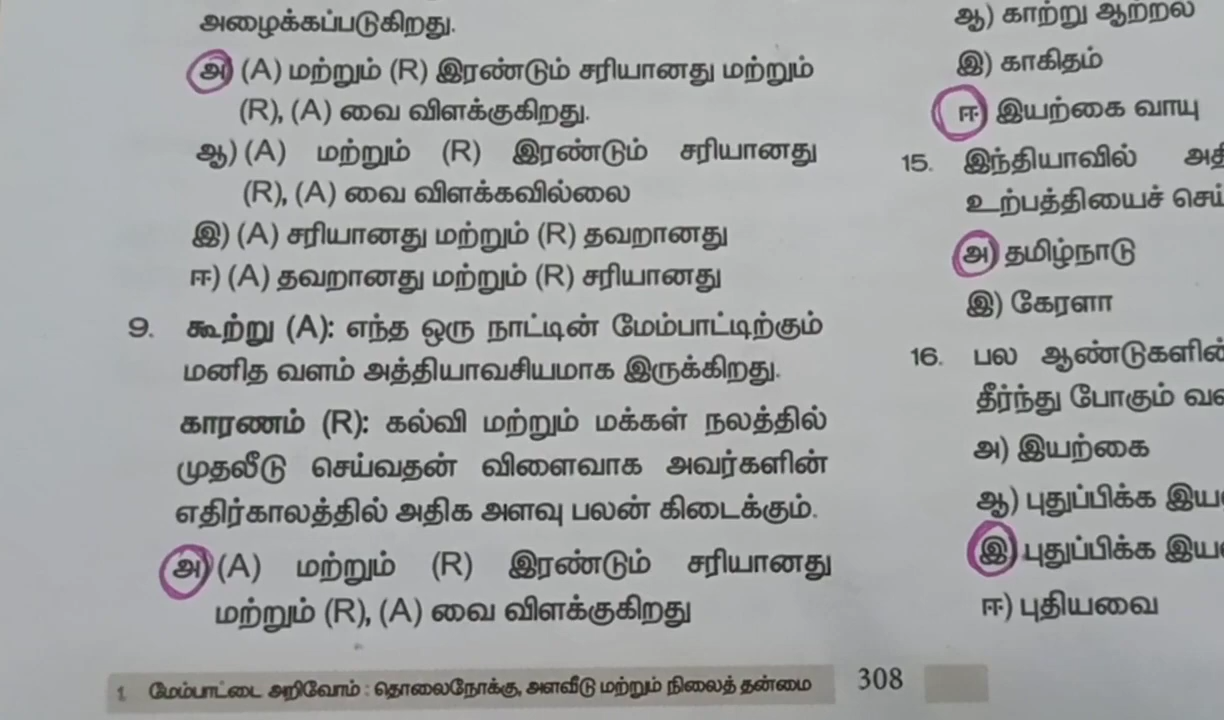 அழைக்கப்படுகிறது.
அ) (A) மற்றும் (R) இரண்டும் சரியானது மற்றும்
(R), (A) வை விளக்குகிறது.
ஆ) (A) மற்றும் (R) இரண்டும் சரியானது
(R), (A) வை விளக்கவில்லை
இ) (A) சரியானது மற்றும் (R) தவறானது
ஈ) (A) தவறானது மற்றும் (R) சரியானது
9. கூற்று (A): எந்த ஒரு நாட்டின் மேம்பாட்டிற்கும்
மனித வளம் அத்தியாவசியமாக இருக்கிறது.
காரணம் (R): கல்வி மற்றும் மக்கள் நலத்தில்
முதலீடு செய்வதன் விளைவாக அவர்களின்
எதிர்காலத்தில் அதிக அளவு பலன் கிடைக்கும்.
அ) (A) மற்றும் (R) இரண்டும் சரியானது
மற்றும் (R), (A) வை விளக்குகிறது
ஆ) காற்று ஆற்றல்
இ) காகிதம்
ஈ) இயற்கை வாயு
15. இந்தியாவில்
உற்பத்தியைச்
அ) தமிழ்நாடு
இ) கேரளா
16. பல ஆண்டுகளின்
தீர்ந்து போகும்
அ) இயற்கை
ஆ) புதுப்பிக்க
இ) புதுப்பிக்க
ஈ) புதியவை
1 மேம்பாட்டை அறிவோம் : தொலைநோக்கு, அளவீடு மற்றும் நிலைத் தன்மை 308